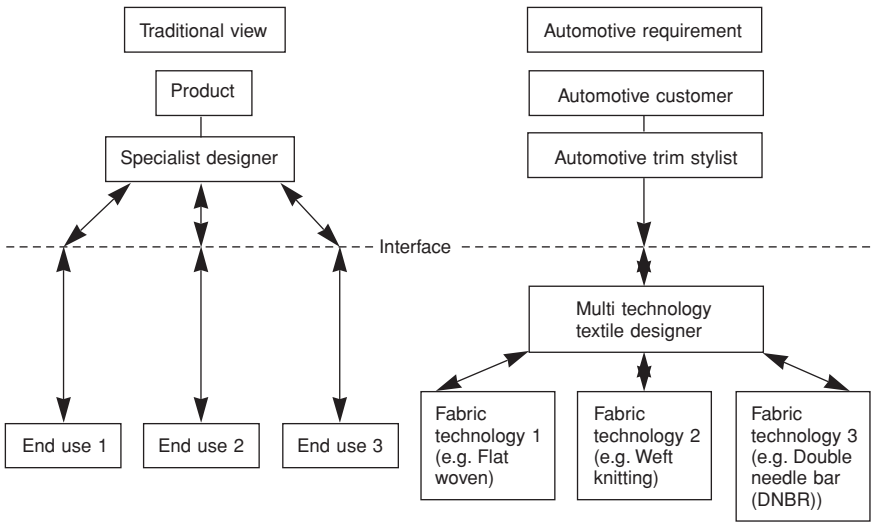 Traditional view
Product
Specialist designer
Automotive requirement
Automotive customer
Automotive trim stylist
Interface
Multi technology
textile designer
End use 1
End use 2
End use 3
Fabric
technology 1
(e.g. Flat
woven)
Fabric
technology 2
(e.g. Weft
knitting)
Fabric
technology 3
(e.g. Double
needle bar
(DNBR))